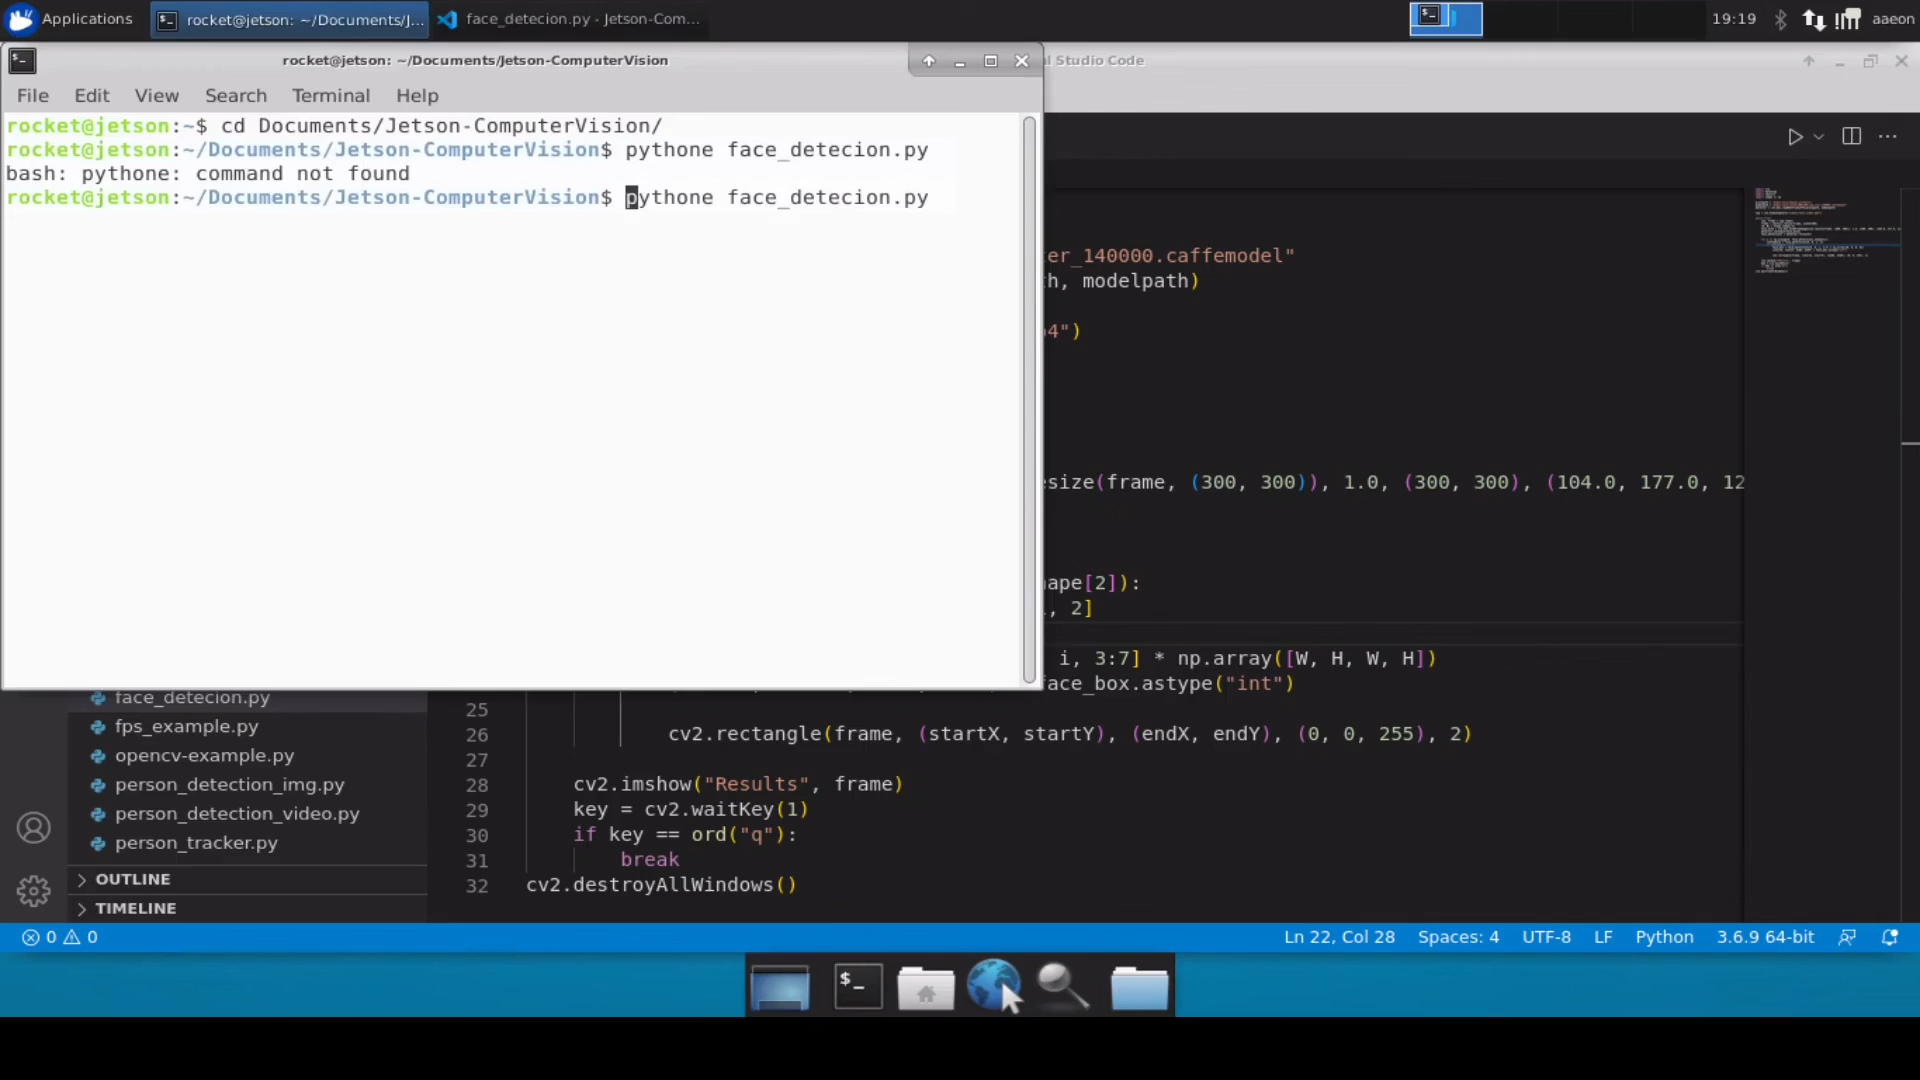 Applications
rocket@jetson: ~/Documents/J...
face_detecion.py - Jetson-Com...
19:19
aaeon
rocket@jetson: ~/Documents/Jetson-ComputerVision
al Studio Code
File Edit View Search Terminal Help
rocket@jetson:~$ cd Documents/Jetson-ComputerVision/
rocket@jetson:~/Documents/Jetson-ComputerVision$ pythone face_detecion.py
bash: pythone: command not found
rocket@jetson:~/Documents/Jetson-ComputerVision$ pythone face_detecion.py
er_140000.caffemodel"
th, modelpath)
p4")
esize(frame, (300, 300)), 1.0, (300, 300), (104.0, 177.0, 12
hape[2]):
, 2]
i, 3:7] * np.array([W, H, W, H])
face_box.astype("int")
face_detecion.py
fps_example.py
opencv-example.py
person_detection_img.py
person_detection_video.py
person_tracker.py
OUTLINE
TIMELINE
25
26 cv2.rectangle(frame, (startX, startY), (endX, endY), (0, 0, 255), 2)
27
28 cv2.imshow("Results", frame)
29 key = cv2.waitKey(1)
30 if key == ord("q"):
31 break
32 cv2.destroyAllWindows()
0 0
Ln 22, Col 28 Spaces: 4 UTF-8 LF Python 3.6.9 64-bit
$_